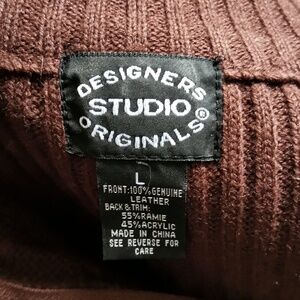 DESIGNERS
STUDIO
ORIGINALS®
L
FRONT:100%GENUINE
LEATHER
BACK&TRIM:
55%RAMIE
45%ACRYLIC
MADE IN CHINA
SEE REVERSE FOR
CARE